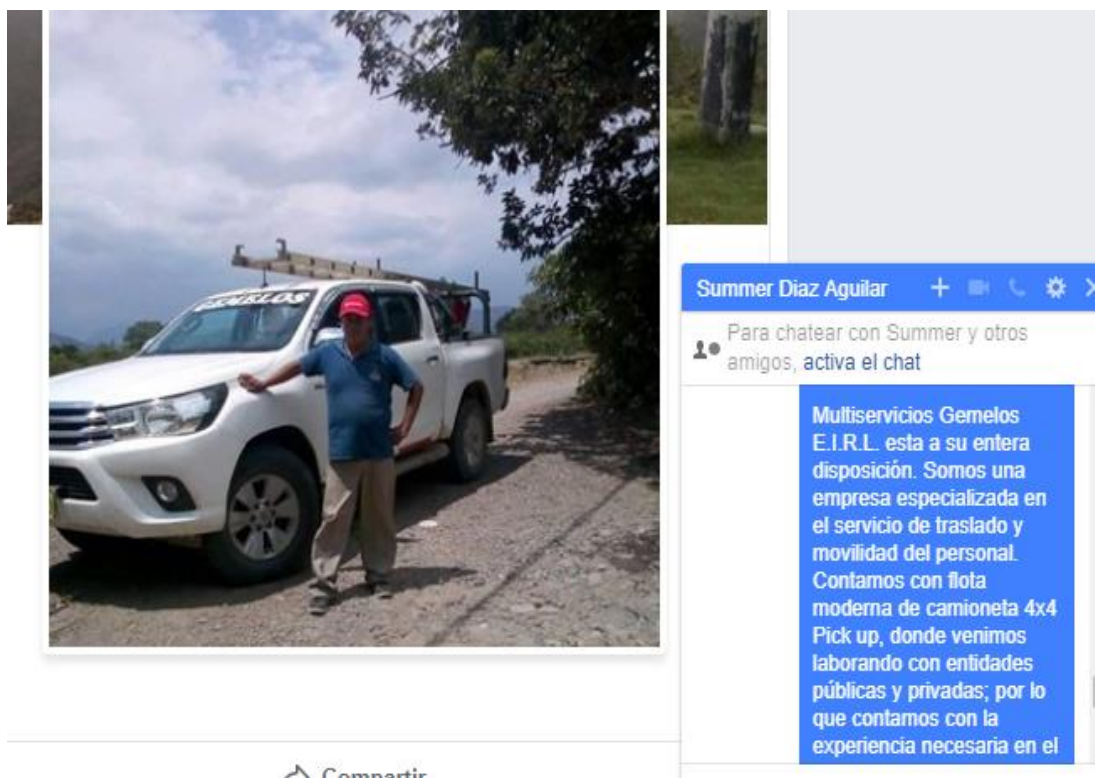 GEMELOS
Summer Diaz Aguilar
Para chatear con Summer y otros
amigos, activa el chat
Multiservicios Gemelos
E.I.R.L. esta a su entera
disposición. Somos una
empresa especializada en
el servicio de traslado y
movilidad del personal.
Contamos con flota
moderna de camioneta 4x4
Pick up, donde venimos
laborando con entidades
públicas y privadas; por lo
que contamos con la
experiencia necesaria en el
Compartir